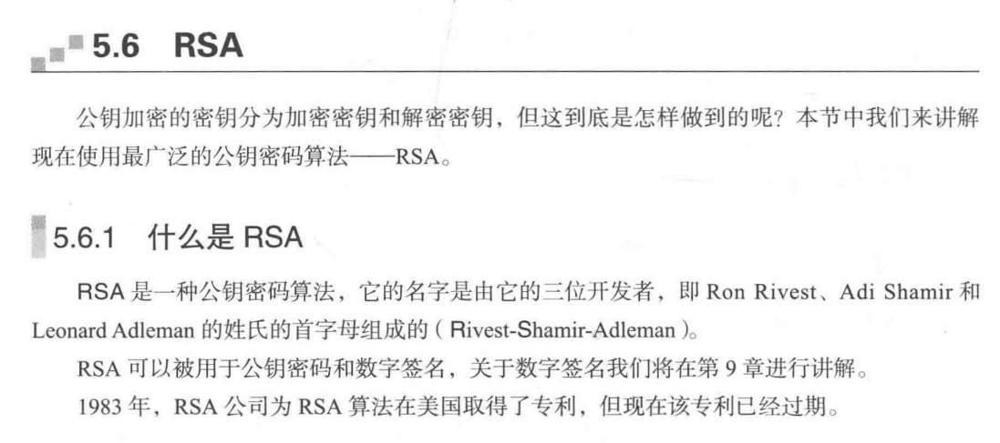 5.6 RSA
公钥加密的密钥分为加密密钥和解密密钥，但这到底是怎样做到的呢？本节中我们来讲解
现在使用最广泛的公钥密码算法——RSA。
5.6.1 什么是 RSA
RSA 是一种公钥密码算法，它的名字是由它的三位开发者，即 Ron Rivest、Adi Shamir 和
Leonard Adleman 的姓氏的首字母组成的（Rivest-Shamir-Adleman）。
RSA 可以被用于公钥密码和数字签名，关于数字签名我们将在第 9 章进行讲解。
1983 年，RSA 公司为 RSA 算法在美国取得了专利，但现在该专利已经过期。